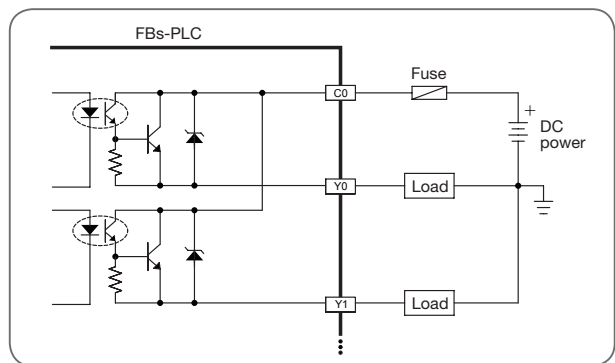 FBs-PLC
C0
Fuse
+
DC
power
Y0
Load
Y1
Load